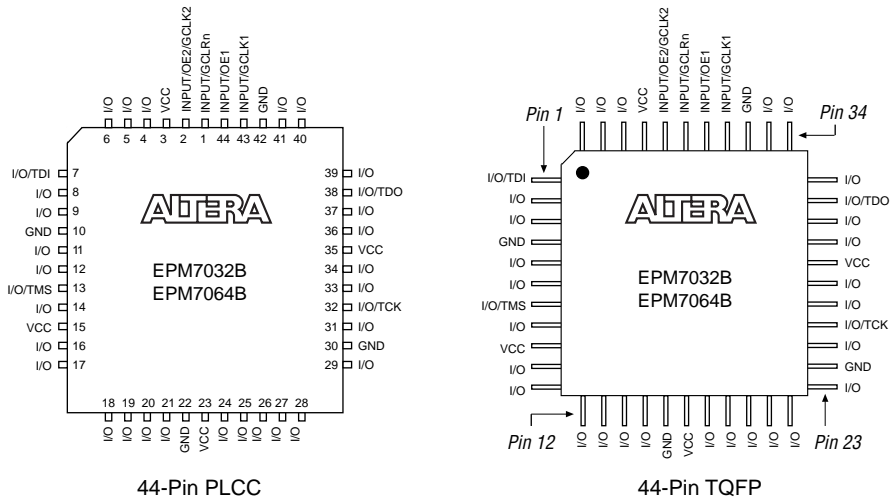 I/O
I/O
I/O
VCC
INPUT/OE2/GCLK2
INPUT/GCLRn
INPUT/OE1
INPUT/GCLK1
GND
I/O
I/O
6 5 4 3 2 1 44 43 42 41 40
I/O/TDI 7 39 I/O
I/O 8 38 I/O/TDO
I/O 9 37 I/O
GND 10 36 I/O
I/O 11 35 VCC
I/O 12 34 I/O
I/O/TMS 13 33 I/O
I/O 14 32 I/O/TCK
VCC 15 31 I/O
I/O 16 30 GND
I/O 17 29 I/O
ALTERA
EPM7032B
EPM7064B
18 19 20 21 22 23 24 25 26 27 28
I/O
I/O
I/O
I/O
GND
VCC
I/O
I/O
I/O
I/O
I/O
44-Pin PLCC
Pin 1
I/O
I/O
I/O
VCC
INPUT/OE2/GCLK2
INPUT/GCLRn
INPUT/OE1
INPUT/GCLK1
GND
I/O
I/O
Pin 34
I/O/TDI I/O
I/O I/O/TDO
I/O I/O
GND I/O
I/O VCC
I/O I/O
I/O/TMS I/O
I/O I/O/TCK
VCC I/O
I/O GND
I/O I/O
ALTERA
EPM7032B
EPM7064B
Pin 12
I/O
I/O
I/O
I/O
GND
VCC
I/O
I/O
I/O
I/O
I/O
Pin 23
44-Pin TQFP